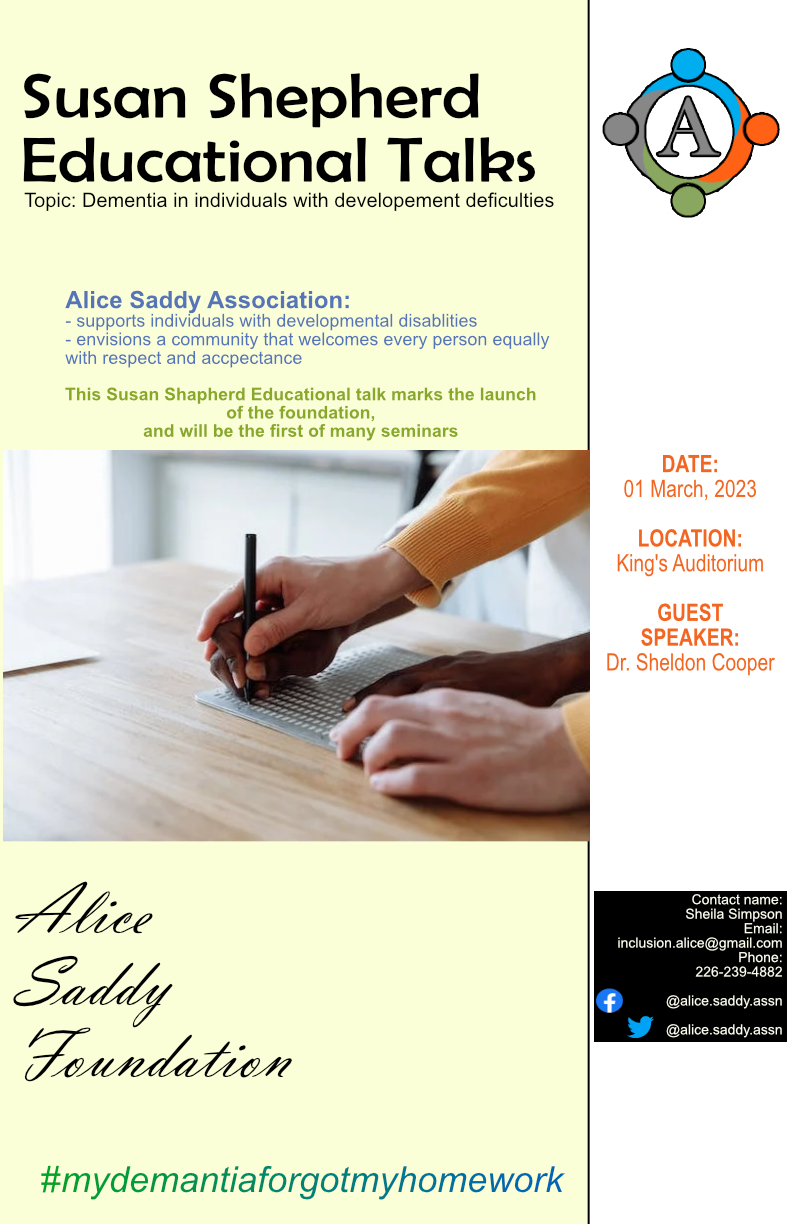 Susan Shepherd
Educational Talks
Topic: Dementia in individuals with developement deficulties
A
Alice Saddy Association:
- supports individuals with developmental disablities
- envisions a community that welcomes every person equally
with respect and accpectance
This Susan Shapherd Educational talk marks the launch
of the foundation,
and will be the first of many seminars
DATE:
01 March, 2023
LOCATION:
King's Auditorium
GUEST
SPEAKER:
Dr. Sheldon Cooper
Alice
Saddy
Foundation
Contact name:
Sheila Simpson
Email:
inclusion.alice@gmail.com
Phone:
226-239-4882
@alice.saddy.assn
@alice.saddy.assn
#mydemantiaforgotmyhomework